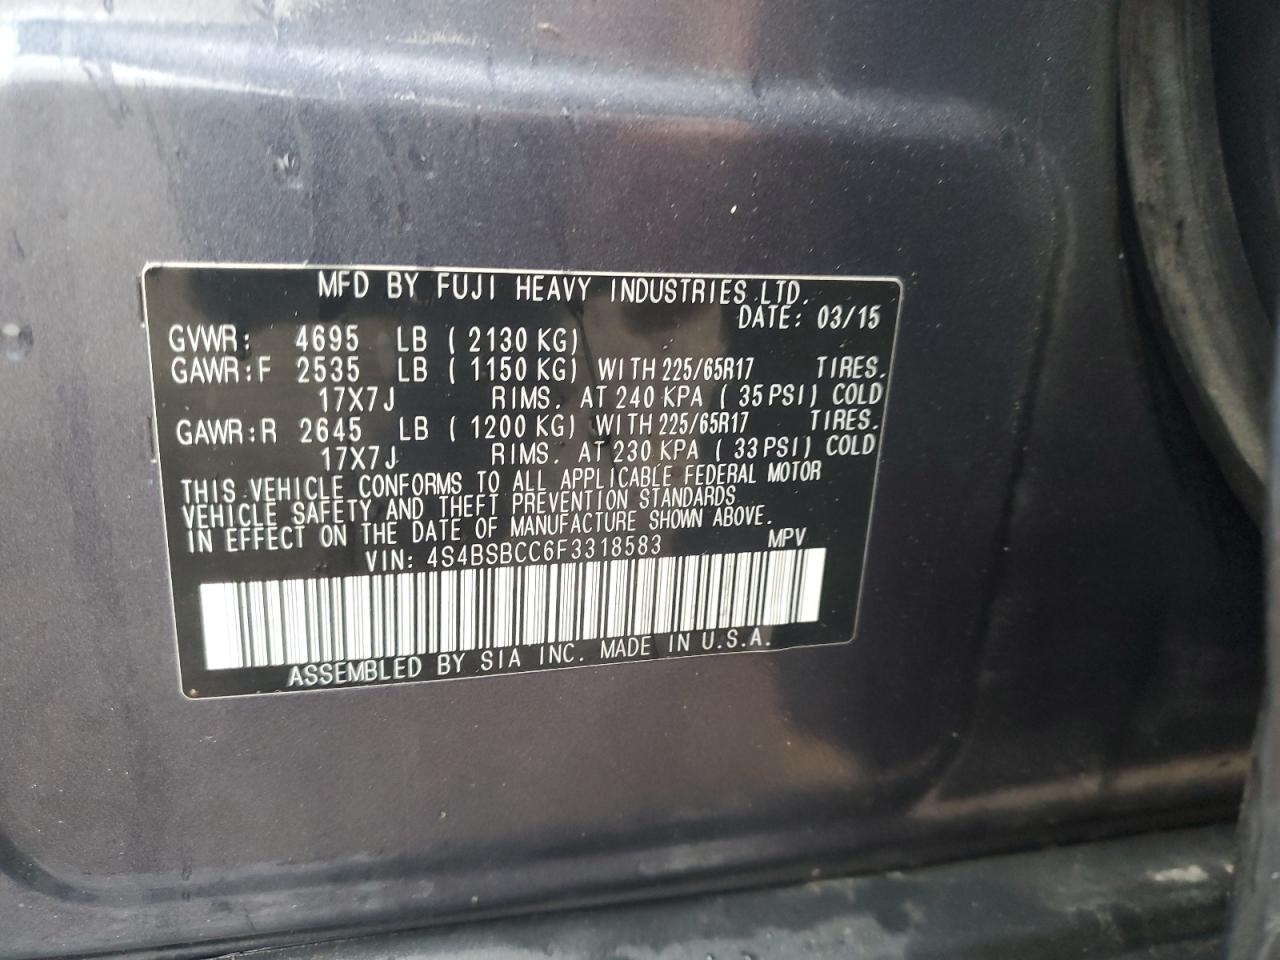 MFD BY FUJI HEAVY INDUSTRIES LTD.
DATE: 03/15
GVWR: 4695 LB ( 2130 KG)
GAWR:F 2535 LB ( 1150 KG) WITH 225/65R17 TIRES.
17X7J RIMS. AT 240 KPA ( 35 PSI) COLD
GAWR:R 2645 LB ( 1200 KG) WITH 225/65R17 TIRES.
17X7J RIMS. AT 230 KPA ( 33 PSI) COLD
THIS VEHICLE CONFORMS TO ALL APPLICABLE FEDERAL MOTOR
VEHICLE SAFETY AND THEFT PREVENTION STANDARDS
IN EFFECT ON THE DATE OF MANUFACTURE SHOWN ABOVE.
VIN: 4S4BSBCC6F3318583 MPV
ASSEMBLED BY SIA INC. MADE IN U.S.A.